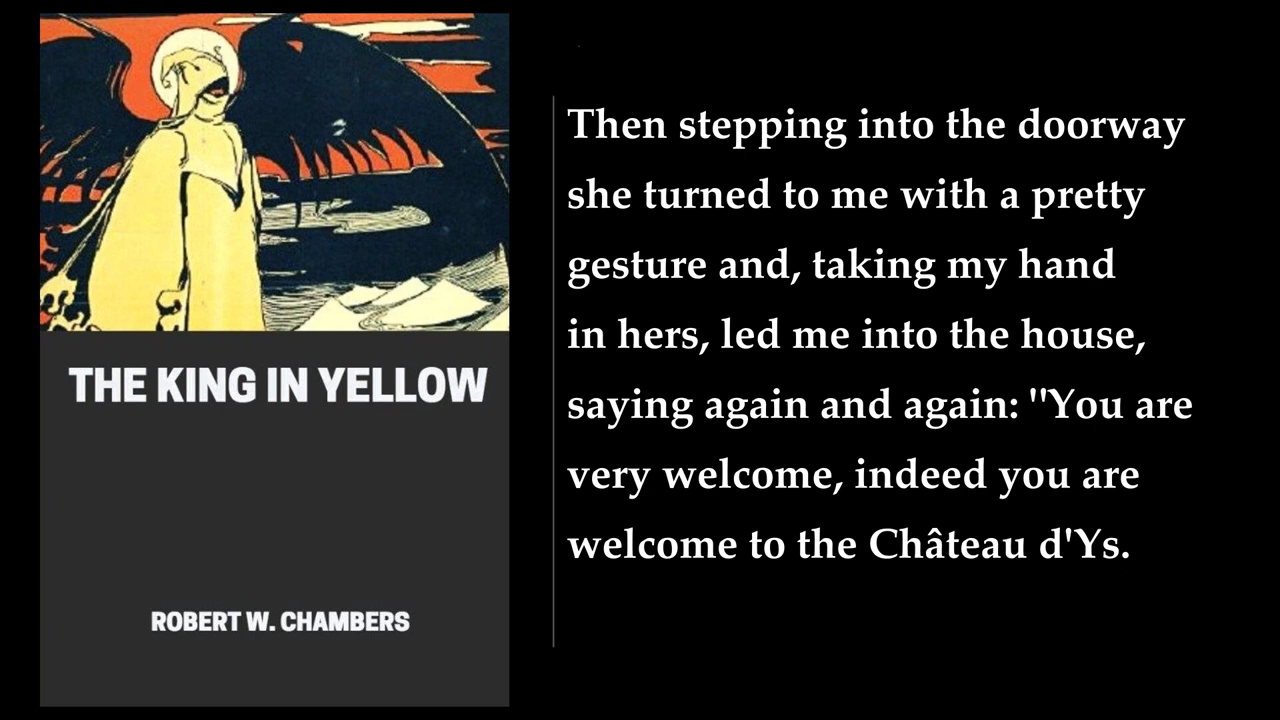 THE KING IN YELLOW
ROBERT W. CHAMBERS
Then stepping into the doorway
she turned to me with a pretty
gesture and, taking my hand
in hers, led me into the house,
saying again and again: "You are
very welcome, indeed you are
welcome to the Château d'Ys.